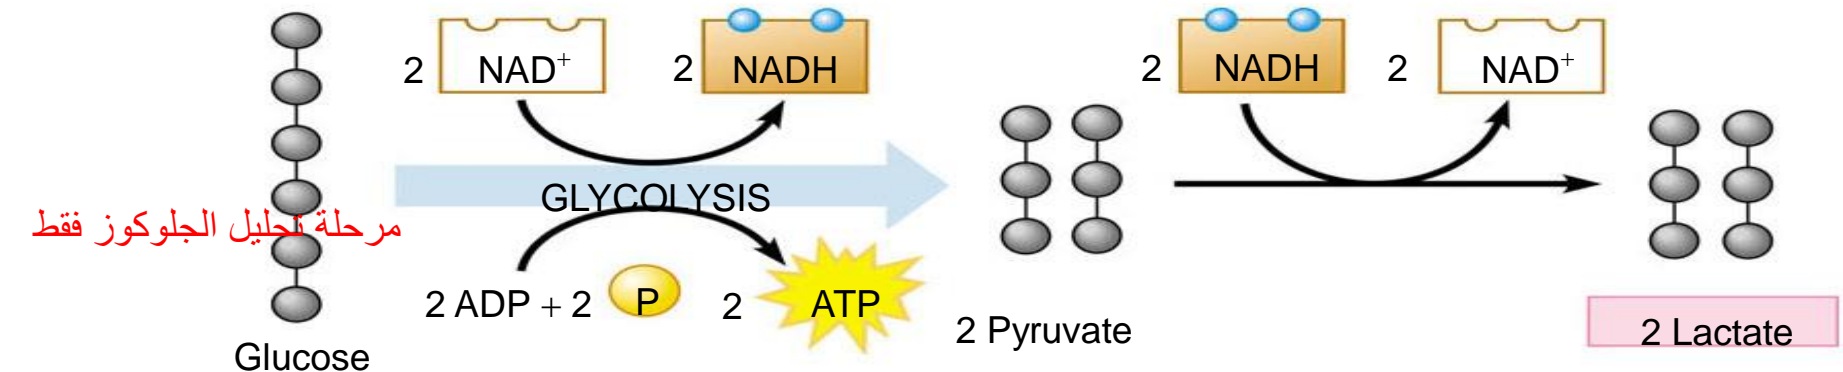 2 NAD+ 2 NADH
2 NADH 2 NAD+
GLYCOLYSIS
مرحلة تحليل الجلوكوز فقط
2 ADP + 2 P 2 ATP
2 Pyruvate
2 Lactate
Glucose